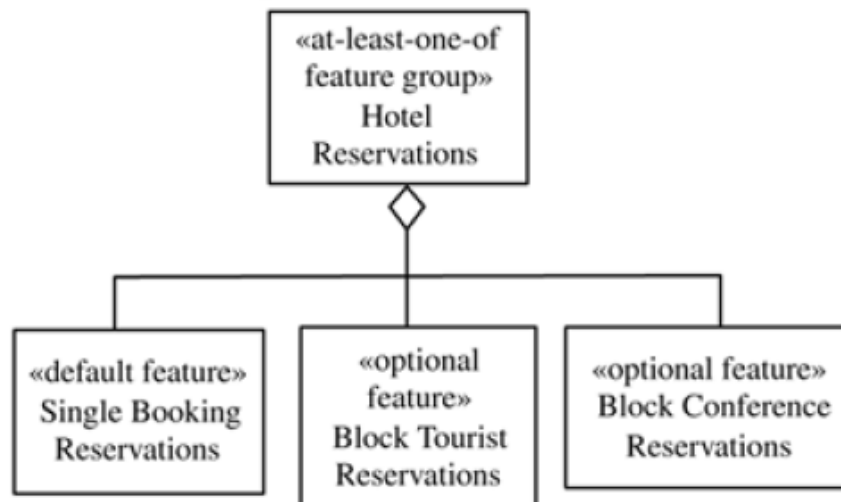 «at-least-one-of
feature group»
Hotel
Reservations
«default feature»
Single Booking
Reservations
«optional
feature»
Block Tourist
Reservations
«optional feature»
Block Conference
Reservations